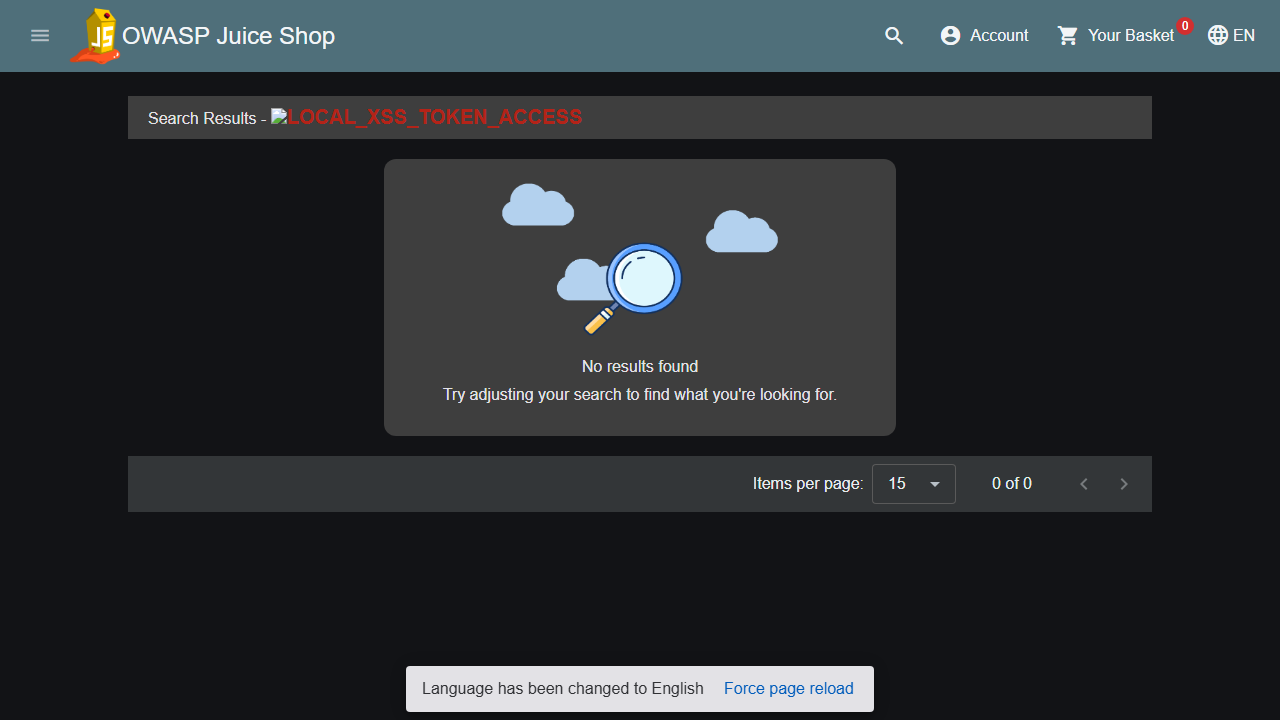 OWASP Juice Shop
Account
Your Basket
0
EN
Search Results - LOCAL_XSS_TOKEN_ACCESS
No results found
Try adjusting your search to find what you're looking for.
Items per page: 15 0 of 0
Language has been changed to English Force page reload